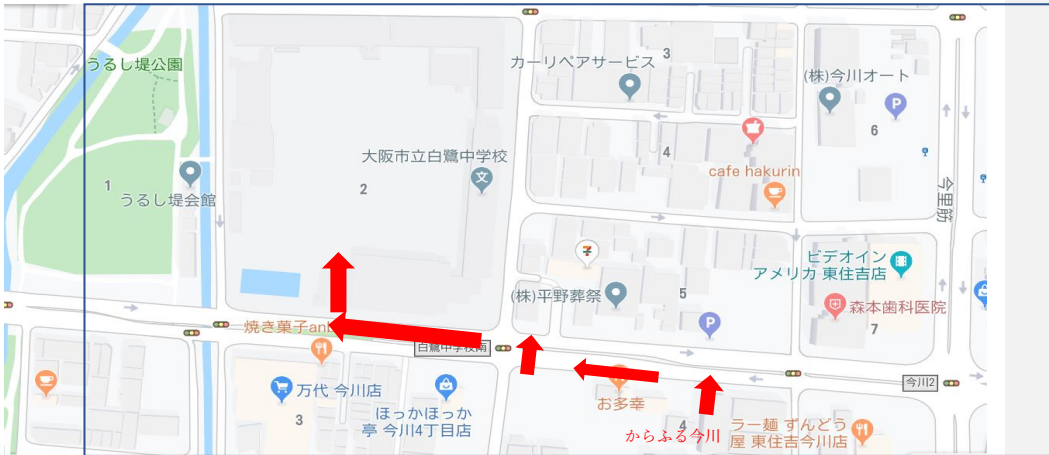 うるし堤公園
カーリペアサービス
3
(株)今川オート
P
6
大阪市立白鷺中学校
文
4
cafe hakurin
1
2
うるし堤会館
今里筋
ビデオイン
アメリカ 東住吉店
(株)平野葬祭
5
森本歯科医院
P
7
焼き菓子an
白鷺中学校南
今川2
万代 今川店
3
ほっかほっか
亭 今川4丁目店
お多幸
4
からふる今川
ラー麺 ずんどう
屋 東住吉今川店